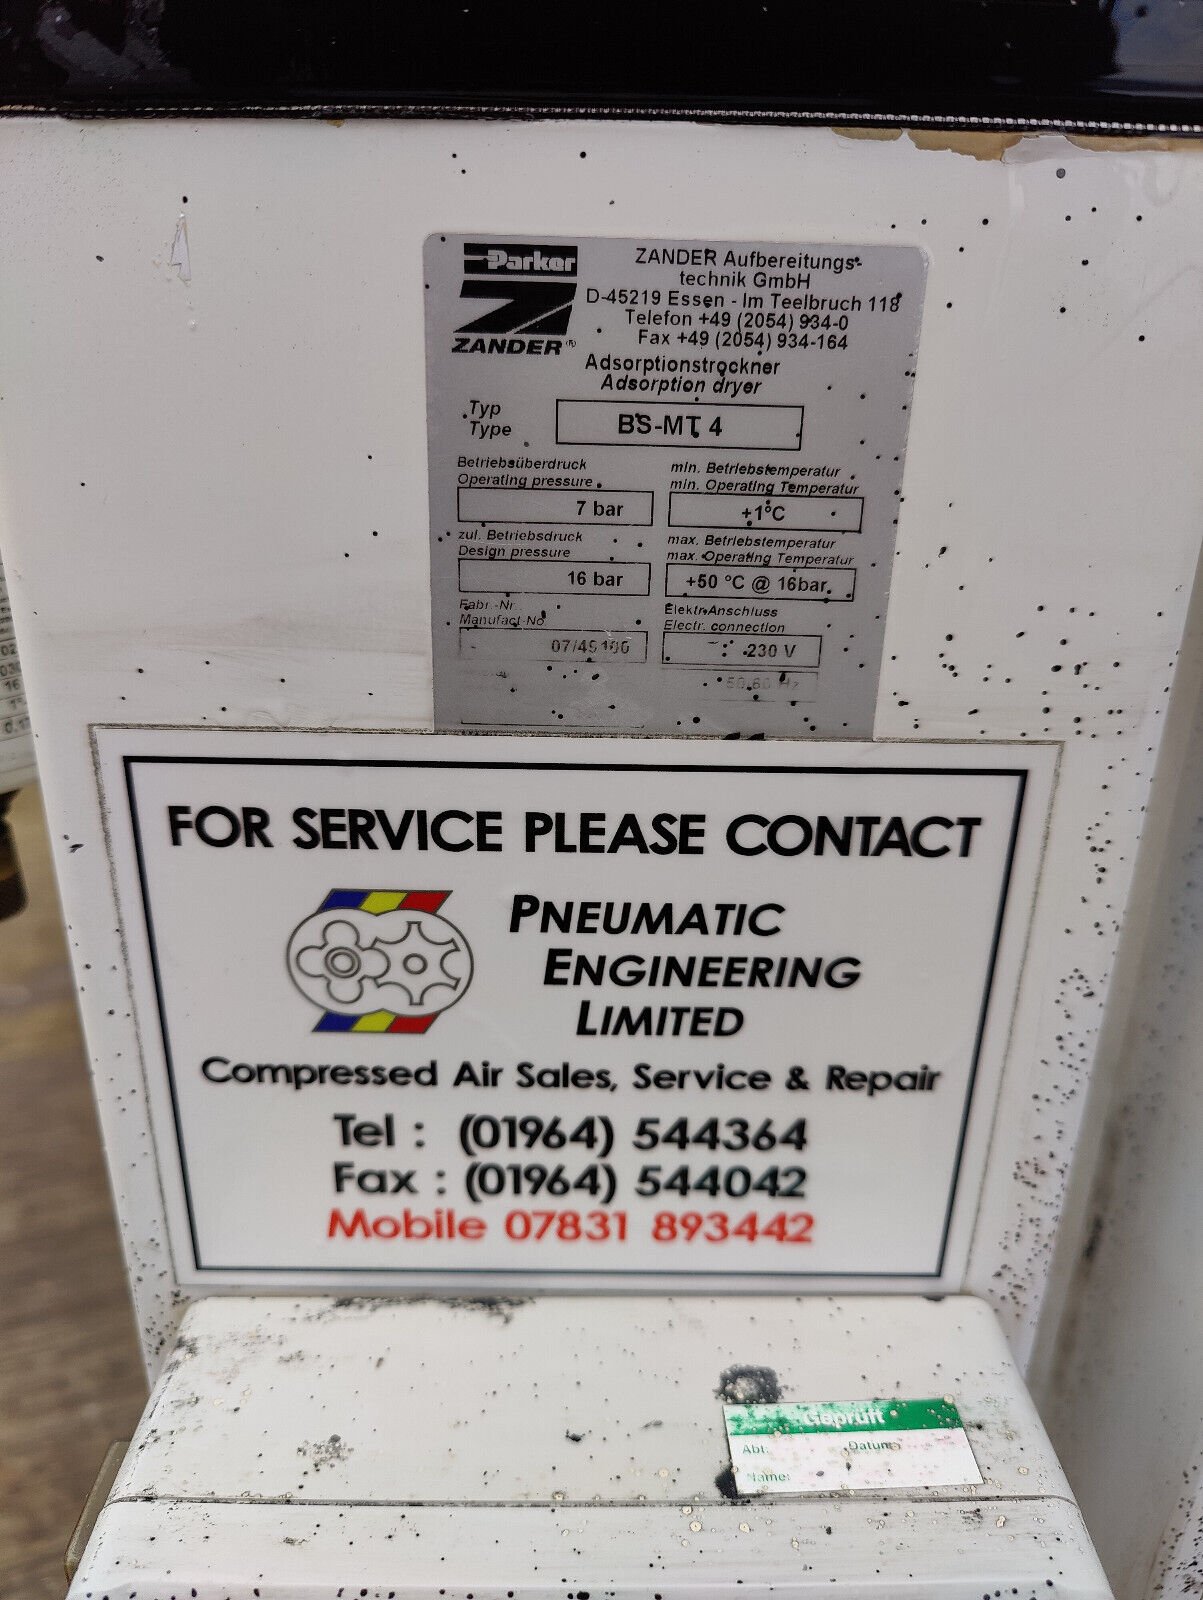 Parker
ZANDER®
ZANDER Aufbereitungs-
technik GmbH
D-45219 Essen - Im Teelbruch 118
Telefon +49 (2054) 934-0
Fax +49 (2054) 934-164
Adsorptionstrockner
Adsorption dryer
Typ
Type
BS-MT 4
Betriebsüberdruck
Operating pressure
7 bar
min. Betriebstemperatur
min. Operating Temperatur
+1°C
zul. Betriebsdruck
Design pressure
16 bar
max. Betriebstemperatur
max. Operating Temperatur
+50 °C @ 16bar
Fabr.-Nr.
Manufact-No
Elektr.Anschluss
Electr. connection
230 V
50/60 Hz
FOR SERVICE PLEASE CONTACT
PNEUMATIC
ENGINEERING
LIMITED
Compressed Air Sales, Service & Repair
Tel : (01964) 544364
Fax : (01964) 544042
Mobile 07831 893442
Geprüft
Abt:
Datum
Name: